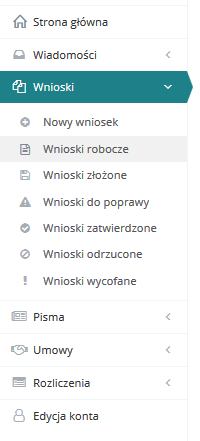 Strona główna
Wiadomości
Wnioski
Nowy wniosek
Wnioski robocze
Wnioski złożone
Wnioski do poprawy
Wnioski zatwierdzone
Wnioski odrzucone
Wnioski wycofane
Pisma
Umowy
Rozliczenia
Edycja konta